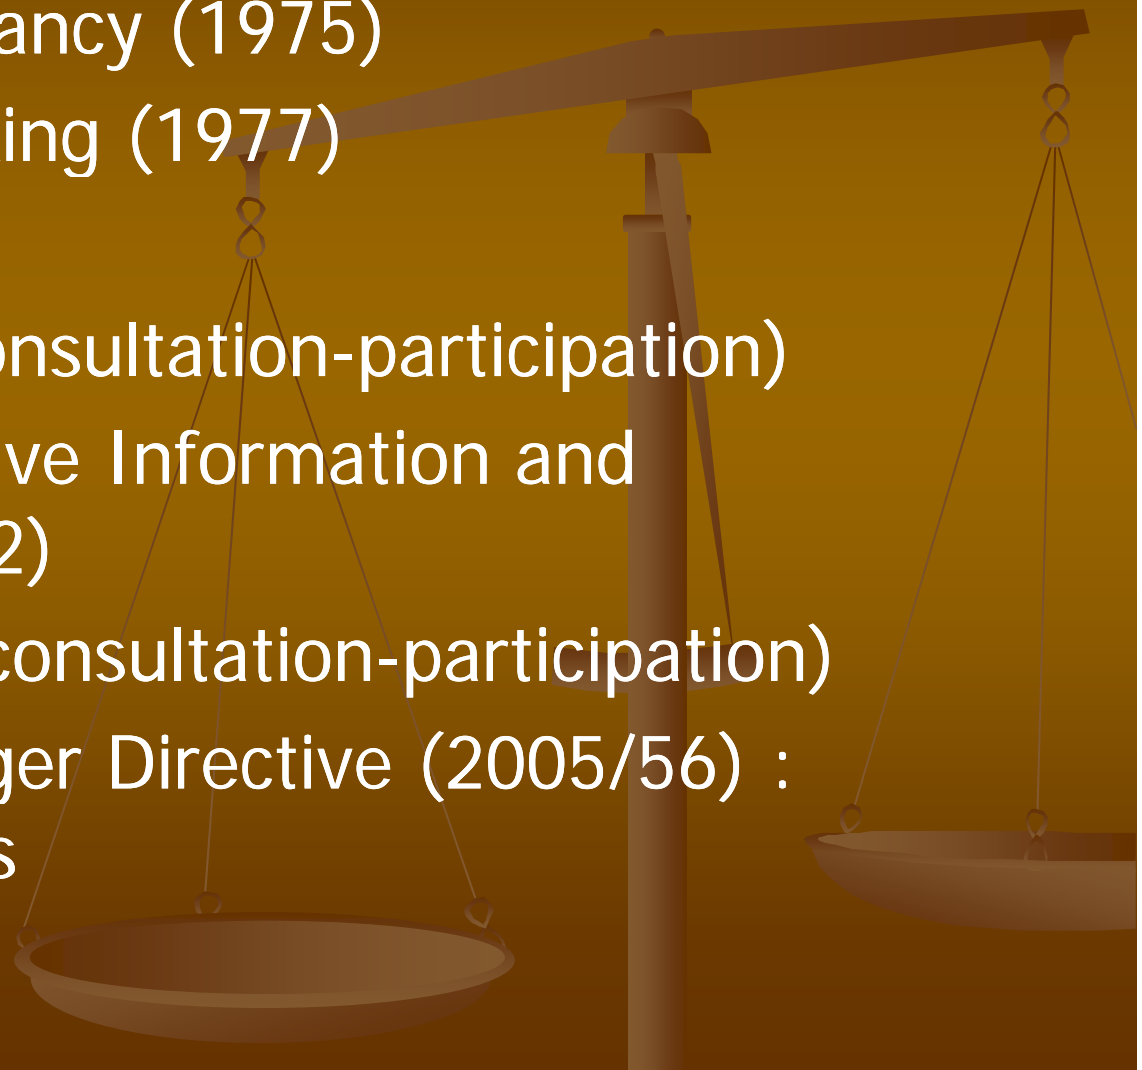 ancy (1975)
ing (1977)
onsultation-participation)
ve Information and
2)
consultation-participation)
ger Directive (2005/56) :
s